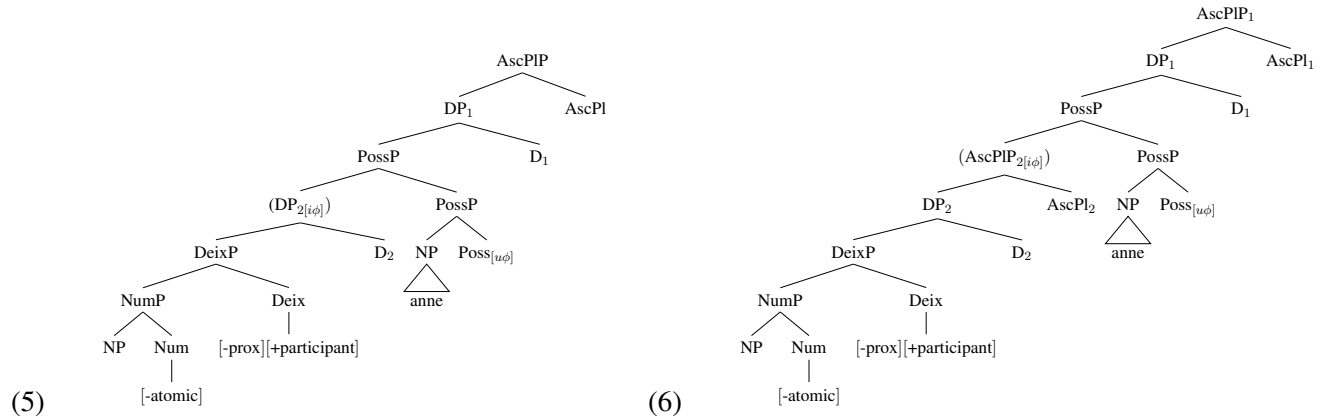 AscPlP₁
AscPlP DP₁ AscPl₁
DP₁ AscPl PossP D₁
PossP D₁ (AscPlP₂[iϕ]) PossP
(DP₂[iϕ]) PossP DP₂ AscPl₂ NP Poss[uϕ]
DeixP D₂ NP Poss[uϕ] DeixP D₂ anne
NumP Deix anne NumP Deix
NP Num [-prox][+participant] NP Num [-prox][+participant]
(5) [-atomic] (6) [-atomic]